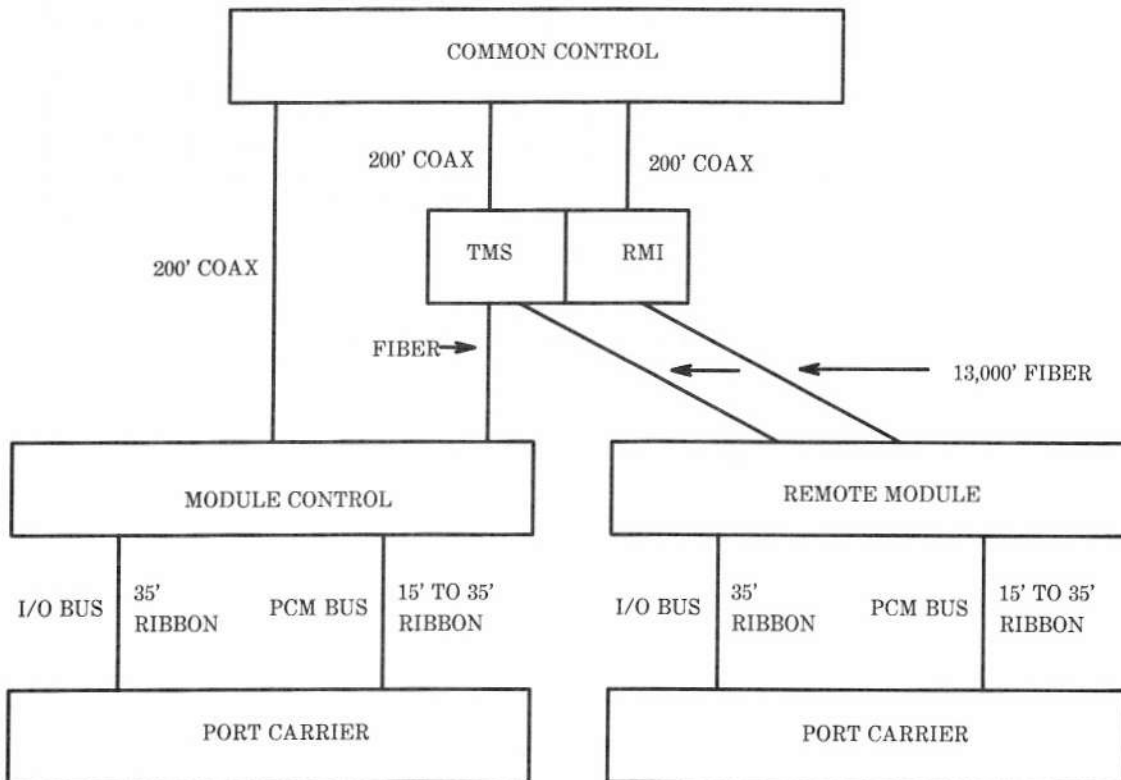 COMMON CONTROL
200' COAX
200' COAX
TMS
RMI
200' COAX
FIBER
13,000' FIBER
MODULE CONTROL
REMOTE MODULE
I/O BUS
35'
RIBBON
PCM BUS
15' TO 35'
RIBBON
I/O BUS
35'
RIBBON
PCM BUS
15' TO 35'
RIBBON
PORT CARRIER
PORT CARRIER